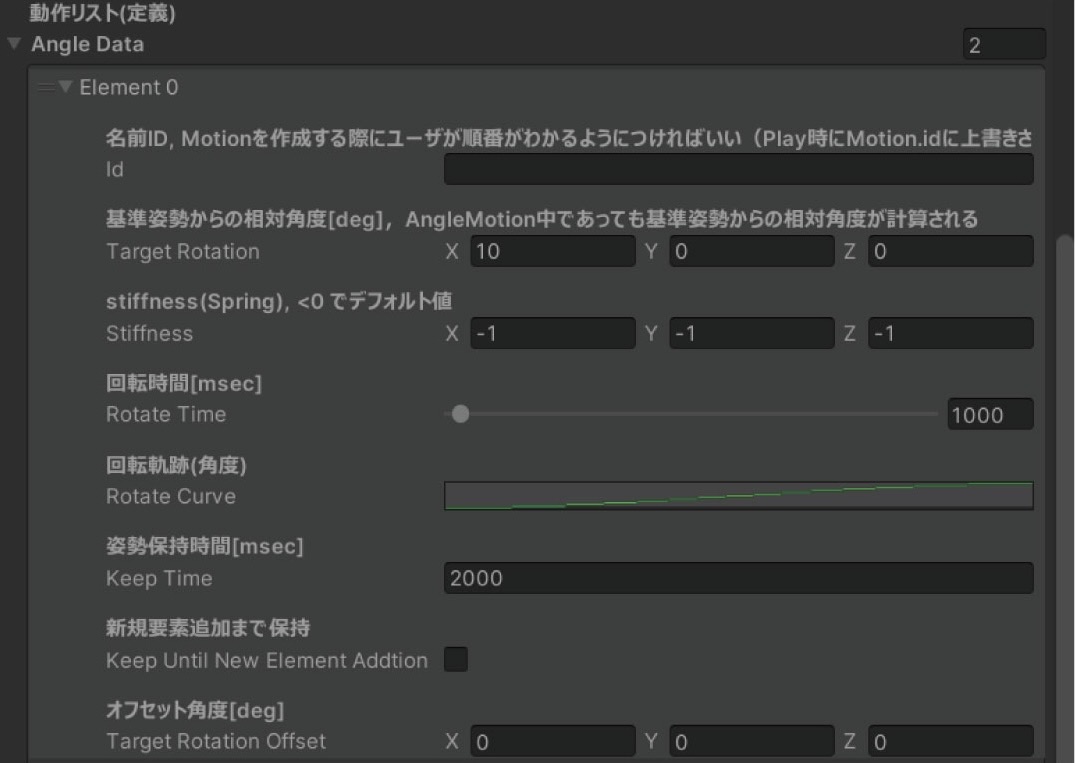 動作リスト(定義)
Angle Data 2
Element 0
名前ID, Motionを作成する際にユーザが順番がわかるようにつければいい（Play時にMotion.idに上書きさ
Id
基準姿勢からの相対角度[deg]，AngleMotion中であっても基準姿勢からの相対角度が計算される
Target Rotation X 10 Y 0 Z 0
stiffness(Spring), <0 でデフォルト値
Stiffness X -1 Y -1 Z -1
回転時間[msec]
Rotate Time 1000
回転軌跡(角度)
Rotate Curve
姿勢保持時間[msec]
Keep Time 2000
新規要素追加まで保持
Keep Until New Element Addtion
オフセット角度[deg]
Target Rotation Offset X 0 Y 0 Z 0